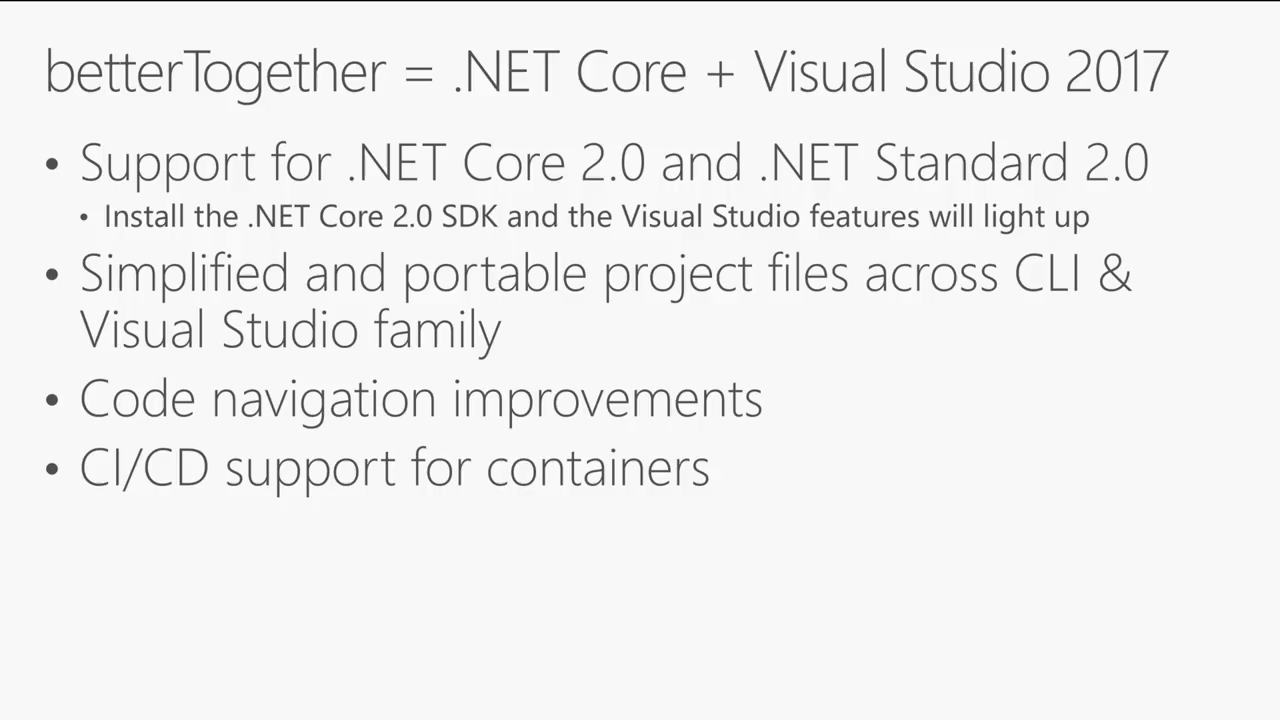 betterTogether = .NET Core + Visual Studio 2017
• Support for .NET Core 2.0 and .NET Standard 2.0
• Install the .NET Core 2.0 SDK and the Visual Studio features will light up
• Simplified and portable project files across CLI &
Visual Studio family
• Code navigation improvements
• CI/CD support for containers